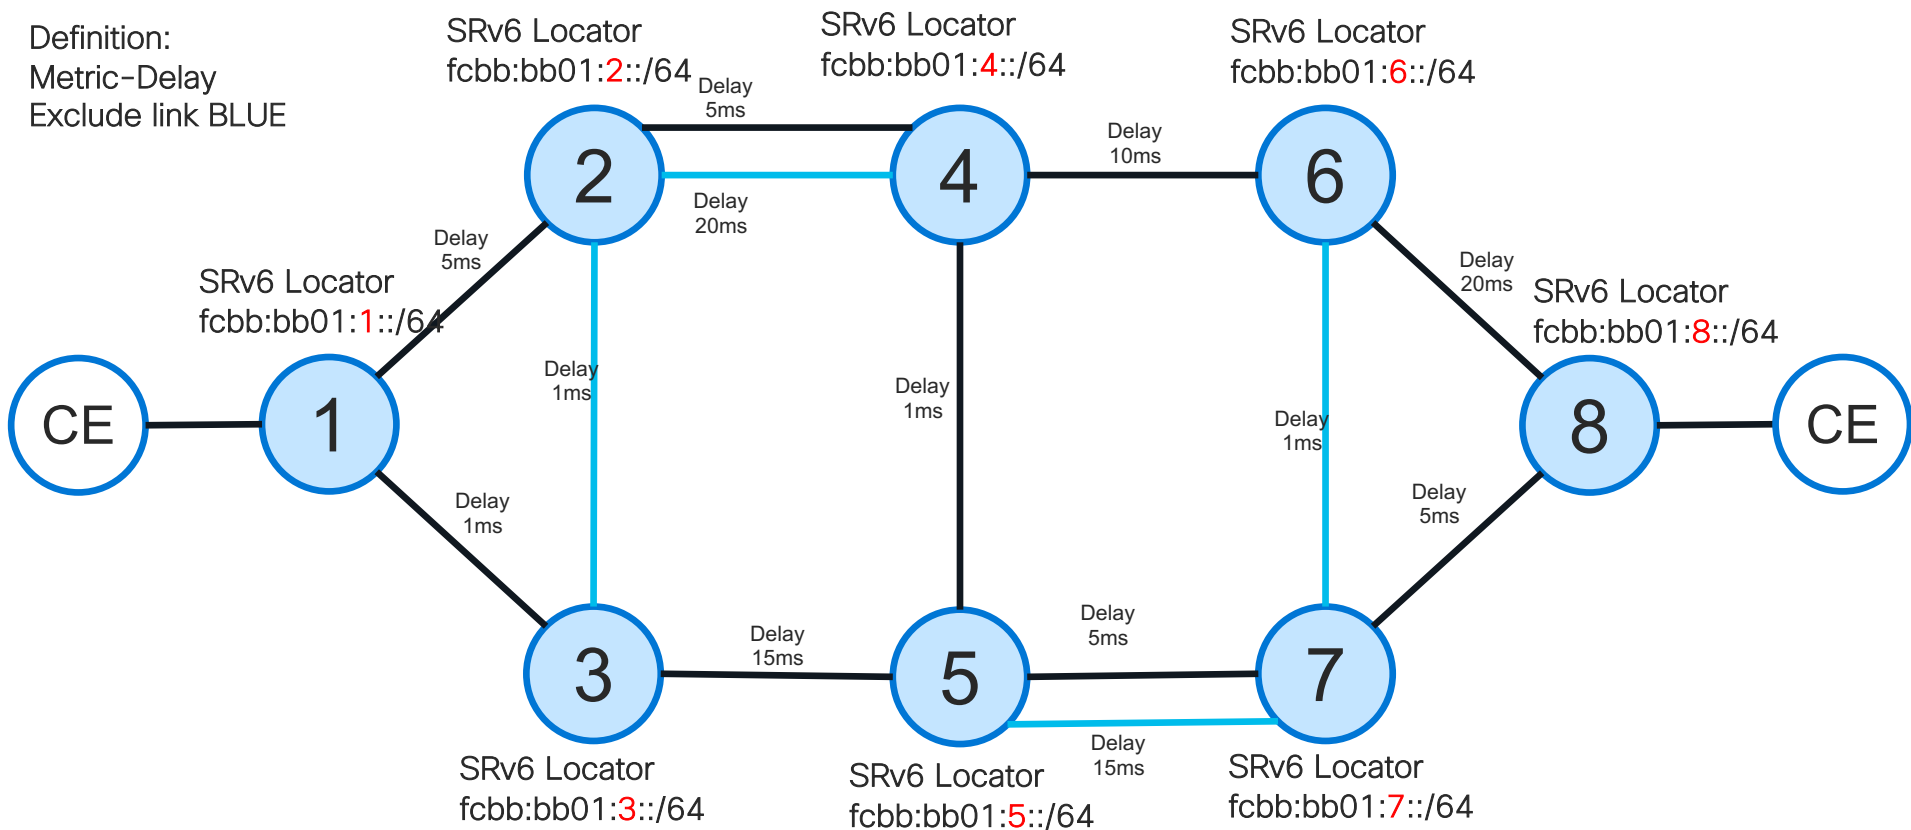 Definition:
Metric-Delay
Exclude link BLUE
SRv6 Locator
fcbb:bb01:2::/64
SRv6 Locator
fcbb:bb01:4::/64
SRv6 Locator
fcbb:bb01:6::/64
Delay
5ms
2
4
6
Delay
10ms
Delay
20ms
Delay
5ms
SRv6 Locator
fcbb:bb01:1::/64
Delay
20ms
SRv6 Locator
fcbb:bb01:8::/64
CE
1
Delay
1ms
Delay
1ms
Delay
1ms
8
CE
Delay
1ms
Delay
5ms
3
Delay
15ms
5
Delay
5ms
7
Delay
15ms
SRv6 Locator
fcbb:bb01:3::/64
SRv6 Locator
fcbb:bb01:5::/64
SRv6 Locator
fcbb:bb01:7::/64